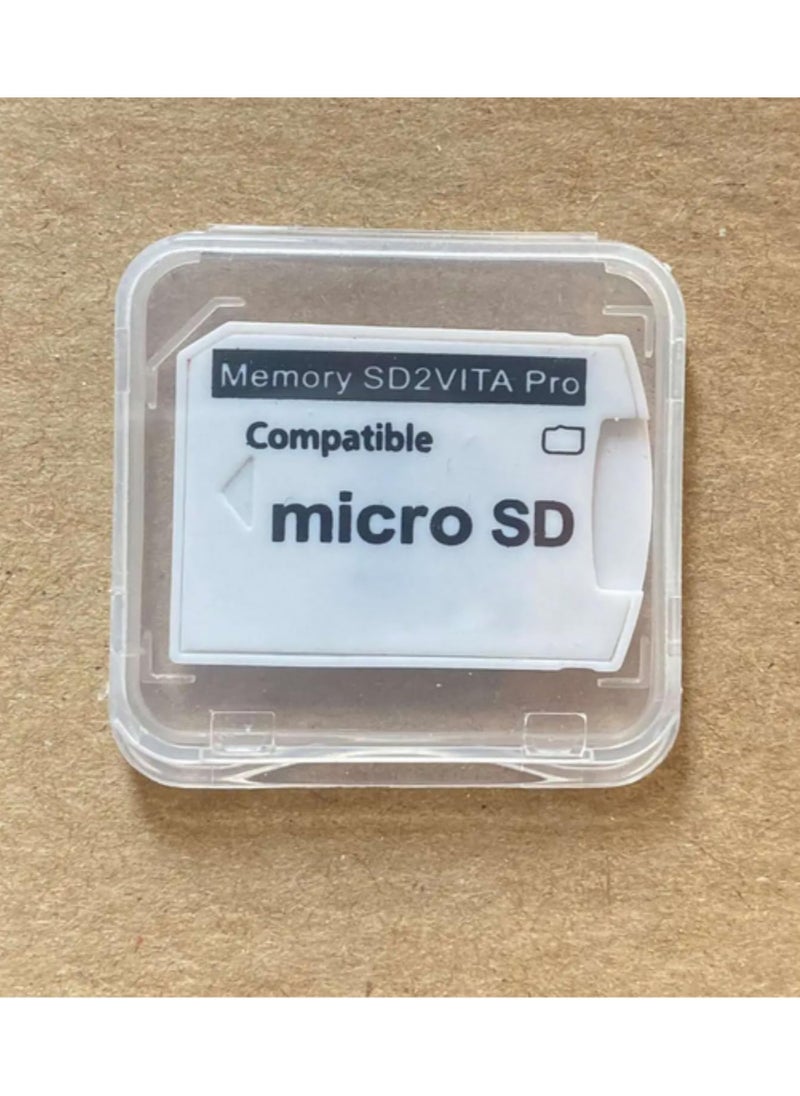 Memory SD2VITA Pro
Compatible
micro SD